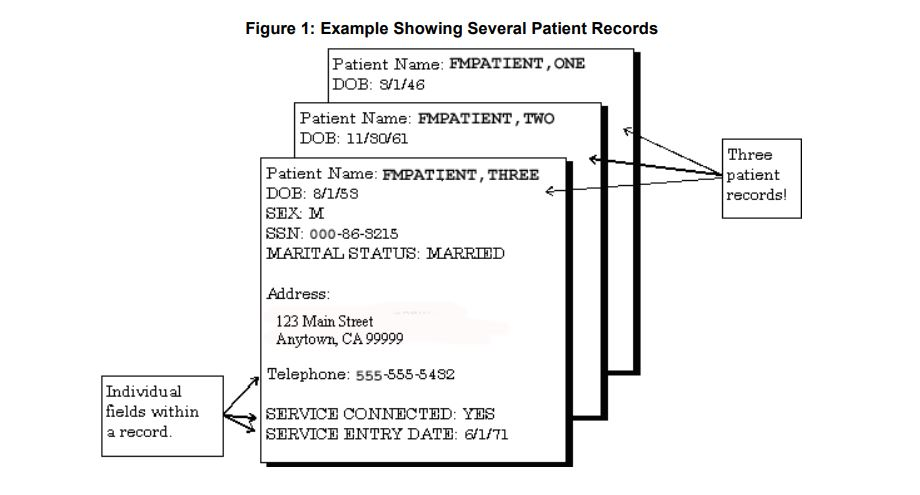 Figure 1: Example Showing Several Patient Records
Patient Name: FMPATIENT,ONE
DOB: 3/1/46
Patient Name: FMPATIENT,TWO
DOB: 11/30/61
Patient Name: FMPATIENT,THREE
DOB: 8/1/53
SEX: M
SSN: 000-86-3215
MARITAL STATUS: MARRIED
Address:
123 Main Street
Anytown, CA 99999
Telephone: 555-555-5432
SERVICE CONNECTED: YES
SERVICE ENTRY DATE: 6/1/71
Three
patient
records!
Individual
fields within
a record.